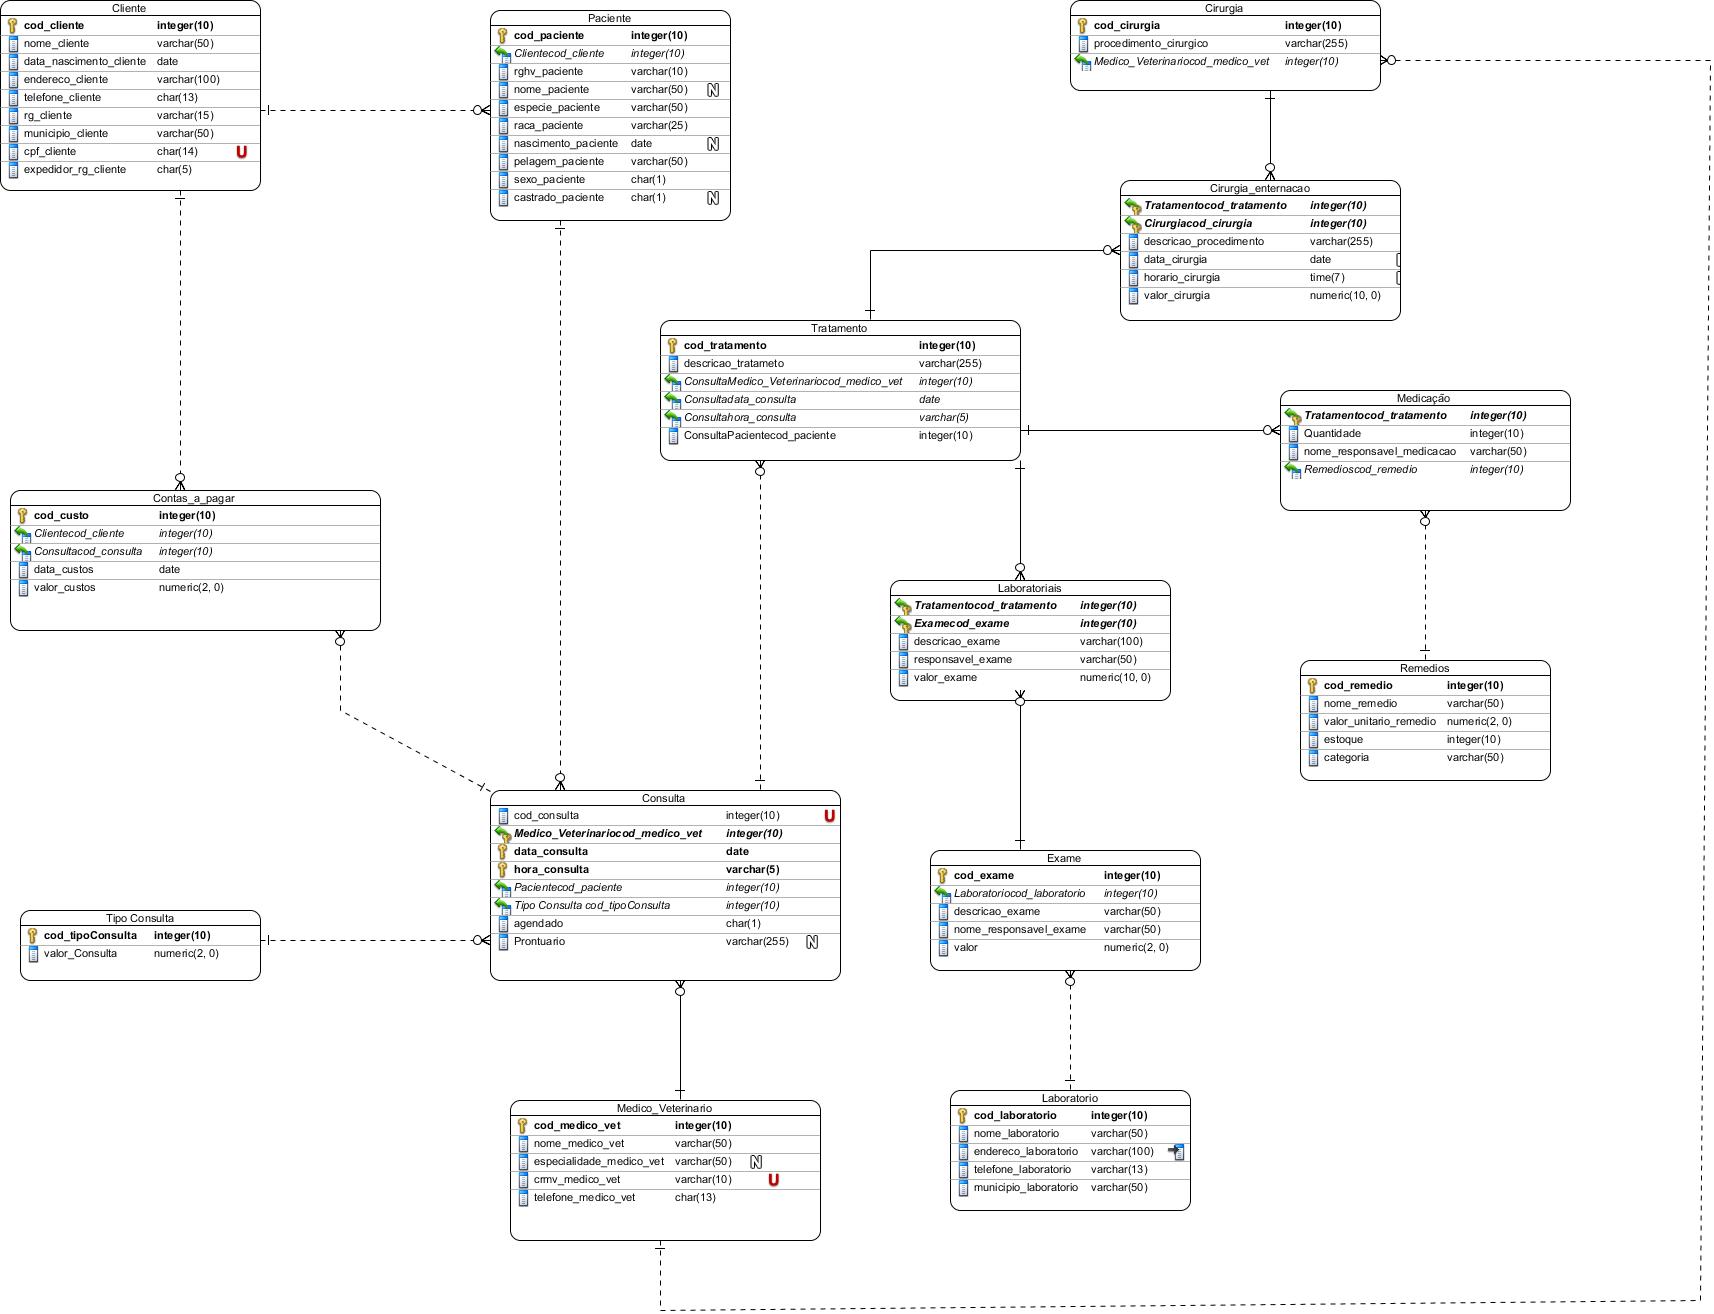 Cliente
cod_cliente integer(10)
nome_cliente varchar(50)
data_nascimento_cliente date
endereco_cliente varchar(100)
telefone_cliente char(13)
rg_cliente varchar(15)
municipio_cliente varchar(50)
cpf_cliente char(14) U
expedidor_rg_cliente char(5)
Paciente
cod_paciente integer(10)
Clientecod_cliente integer(10)
rghv_paciente varchar(10)
nome_paciente varchar(50) N
especie_paciente varchar(50)
raca_paciente varchar(25)
nascimento_paciente date N
pelagem_paciente varchar(50)
sexo_paciente char(1)
castrado_paciente char(1) N
Cirurgia
cod_cirurgia integer(10)
procedimento_cirurgico varchar(255)
Medico_Veterinariocod_medico_vet integer(10)
Cirurgia_enternacao
Tratamentocod_tratamento integer(10)
Cirurgiacod_cirurgia integer(10)
descricao_procedimento varchar(255)
data_cirurgia date
horario_cirurgia time(7)
valor_cirurgia numeric(10, 0)
Tratamento
cod_tratamento integer(10)
descricao_tratameto varchar(255)
ConsultaMedico_Veterinariocod_medico_vet integer(10)
Consultadata_consulta date
Consultahora_consulta varchar(5)
ConsultaPacientecod_paciente integer(10)
Medicação
Tratamentocod_tratamento integer(10)
Quantidade integer(10)
nome_responsavel_medicacao varchar(50)
Remedioscod_remedio integer(10)
Contas_a_pagar
cod_custo integer(10)
Clientecod_cliente integer(10)
Consultacod_consulta integer(10)
data_custos date
valor_custos numeric(2, 0)
Laboratoriais
Tratamentocod_tratamento integer(10)
Examecod_exame integer(10)
descricao_exame varchar(100)
responsavel_exame varchar(50)
valor_exame numeric(10, 0)
Remedios
cod_remedio integer(10)
nome_remedio varchar(50)
valor_unitario_remedio numeric(2, 0)
estoque integer(10)
categoria varchar(50)
Consulta
cod_consulta integer(10) U
Medico_Veterinariocod_medico_vet integer(10)
data_consulta date
hora_consulta varchar(5)
Pacientecod_paciente integer(10)
Tipo Consulta cod_tipoConsulta integer(10)
agendado char(1)
Prontuario varchar(255) N
Tipo Consulta
cod_tipoConsulta integer(10)
valor_Consulta numeric(2, 0)
Exame
cod_exame integer(10)
Laboratoriocod_laboratorio integer(10)
descricao_exame varchar(50)
nome_responsavel_exame varchar(50)
valor numeric(2, 0)
Medico_Veterinario
cod_medico_vet integer(10)
nome_medico_vet varchar(50)
especialidade_medico_vet varchar(50) N
crmv_medico_vet varchar(10) U
telefone_medico_vet char(13)
Laboratorio
cod_laboratorio integer(10)
nome_laboratorio varchar(50)
endereco_laboratorio varchar(100)
telefone_laboratorio varchar(13)
municipio_laboratorio varchar(50)